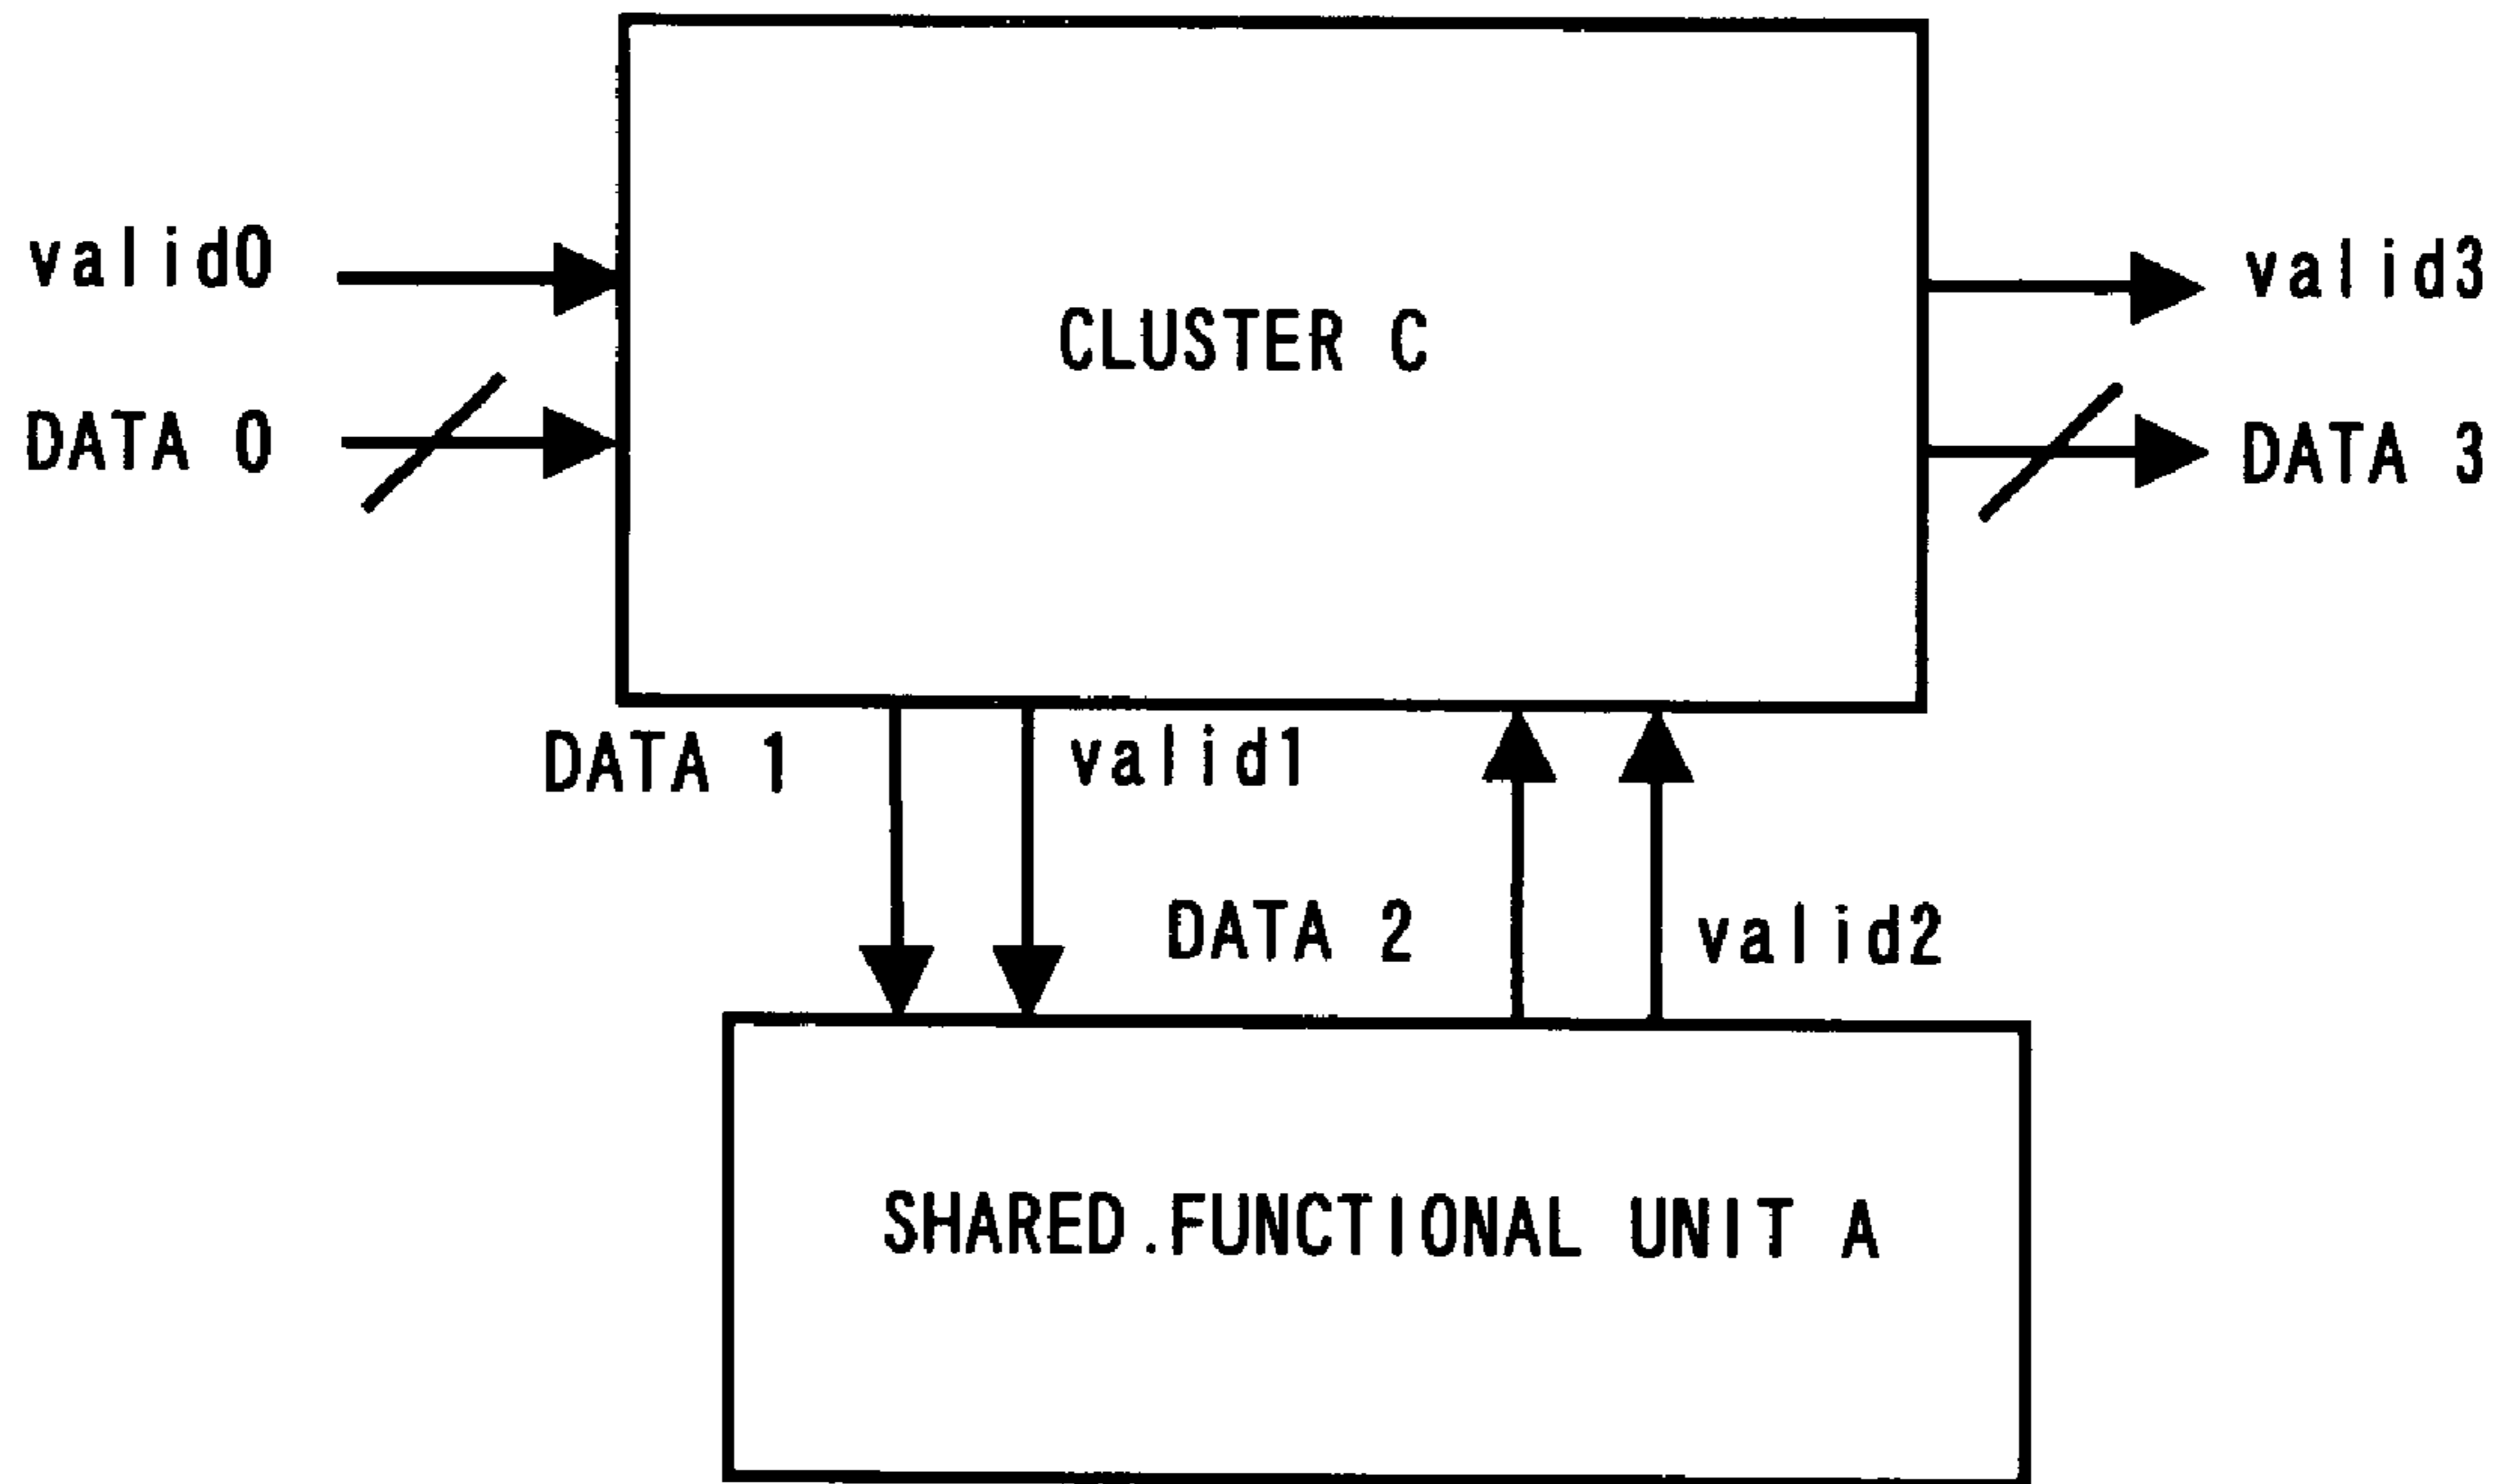 valid0
DATA 0
CLUSTER C
valid3
DATA 3
DATA 1
valid1
DATA 2
valid2
SHARED.FUNCTIONAL UNIT A